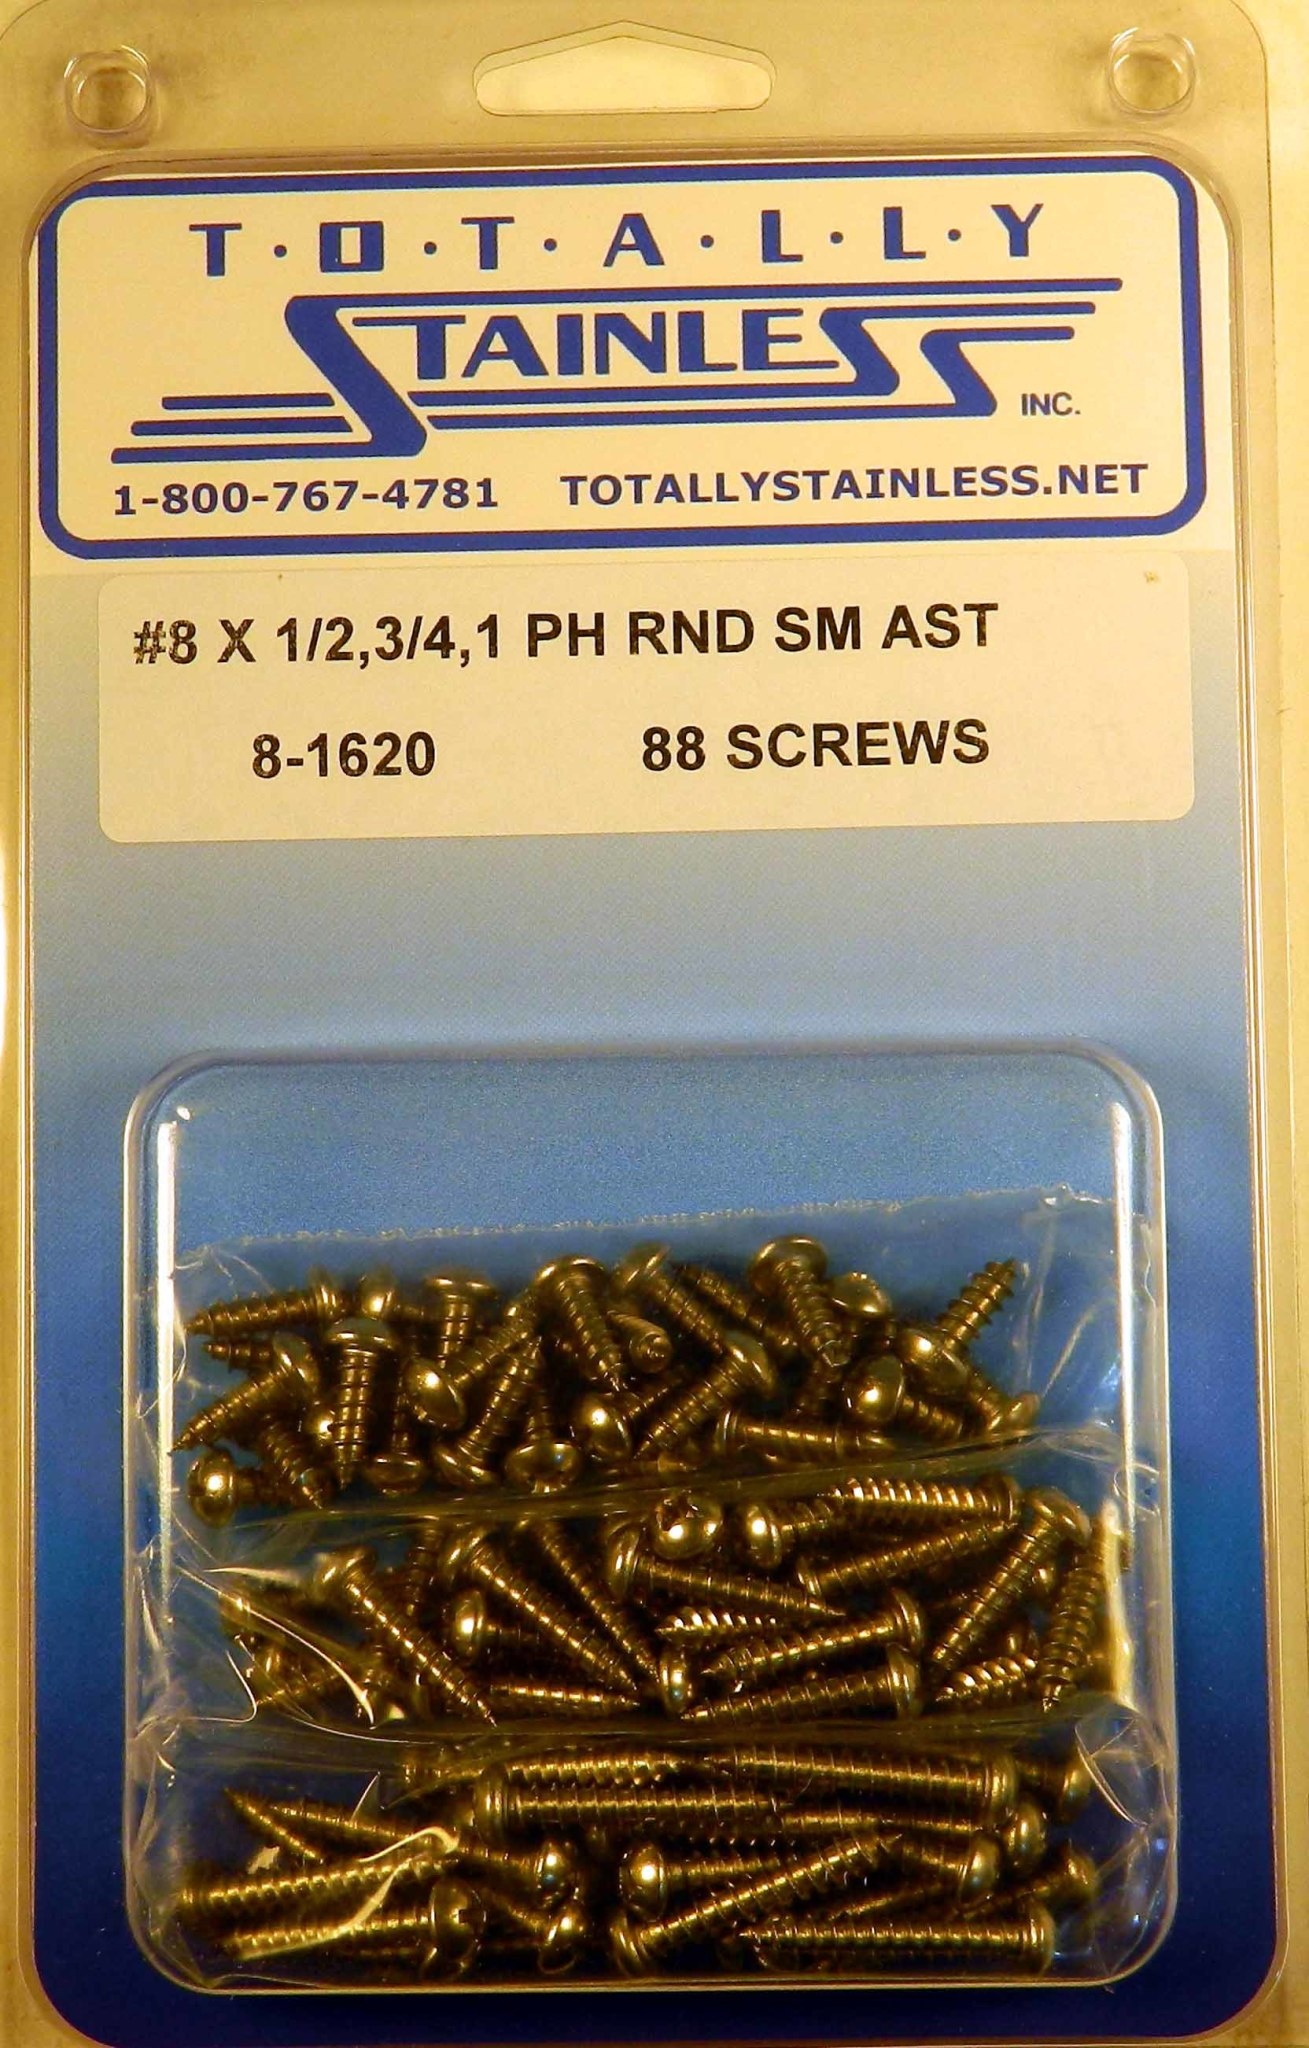 T·O·T·A·L·L·Y
STAINLESS
INC.
1-800-767-4781 TOTALLYSTAINLESS.NET
#8 X 1/2,3/4,1 PH RND SM AST
8-1620 88 SCREWS